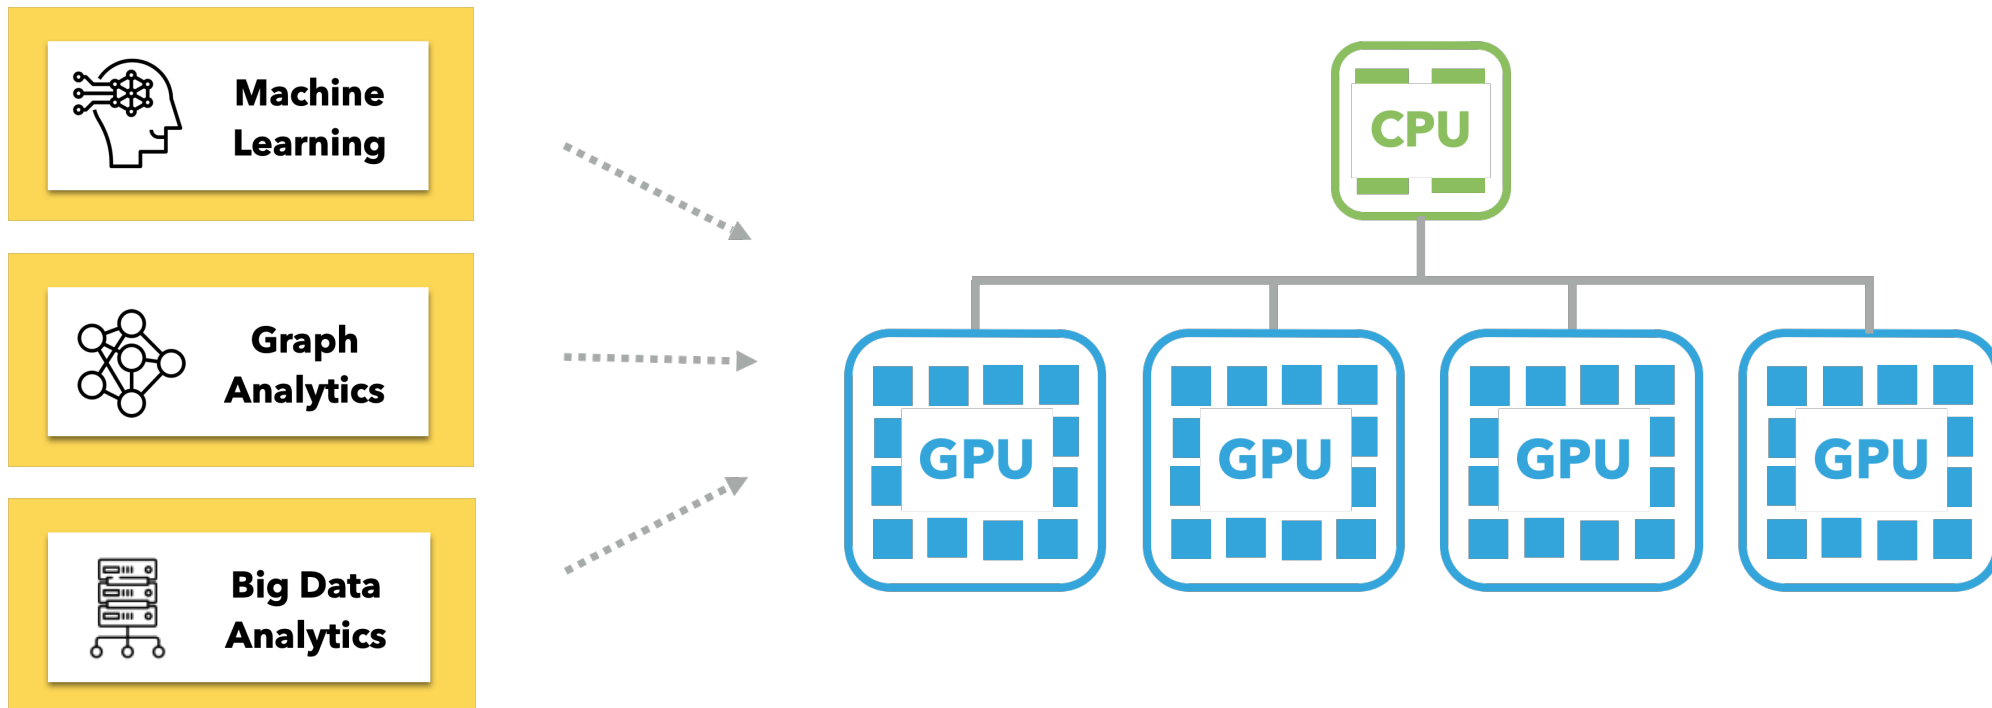 Machine
Learning
Graph
Analytics
Big Data
Analytics
CPU
GPU
GPU
GPU
GPU